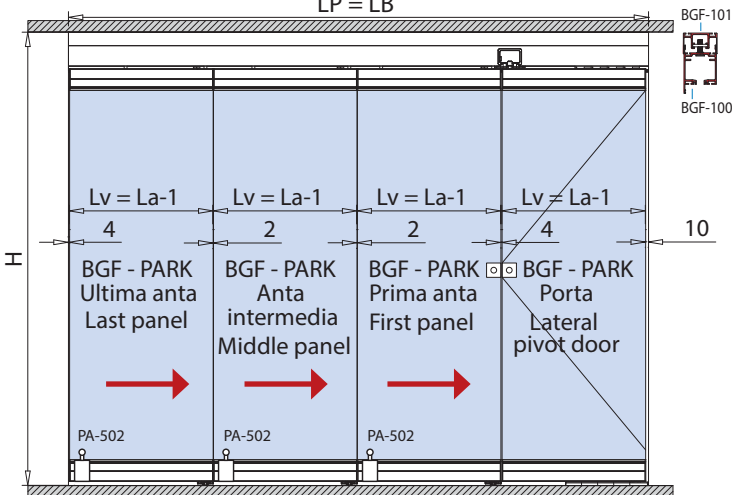 LP = LB
BGF-101
BGF-100
H
Lv = La-1
Lv = La-1
Lv = La-1
Lv = La-1
4
2
2
4
10
BGF - PARK
Ultima anta
Last panel
BGF - PARK
Anta
intermedia
Middle panel
BGF - PARK
Prima anta
First panel
BGF - PARK
Porta
Lateral
pivot door
PA-502
PA-502
PA-502